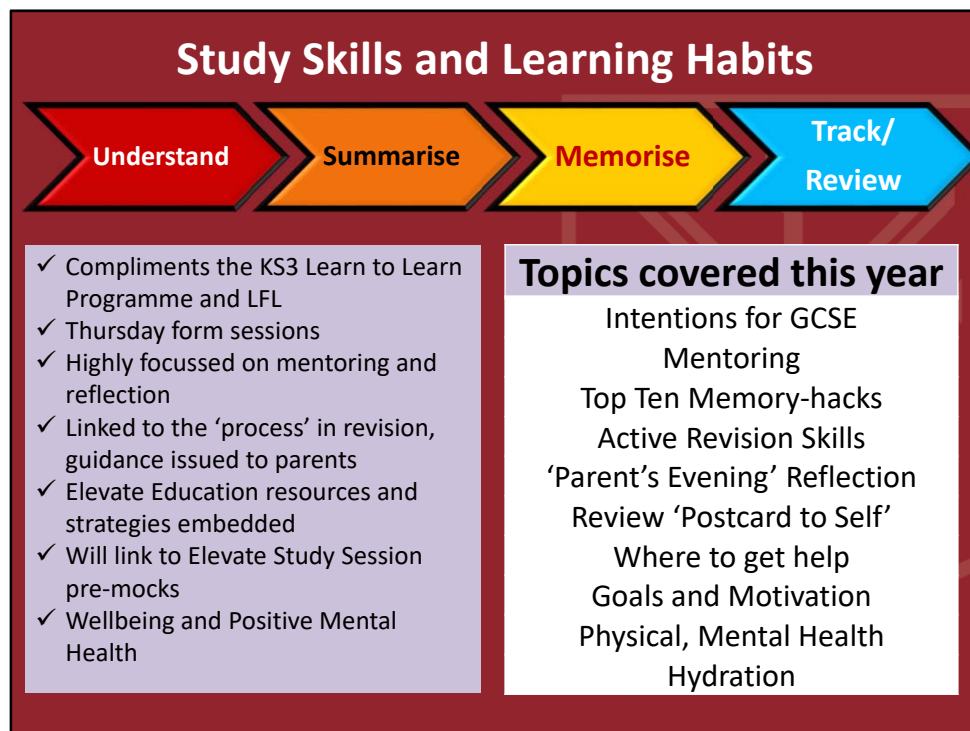 Study Skills and Learning Habits
Understand
Summarise
Memorise
Track/
Review
✓ Compliments the KS3 Learn to Learn
Programme and LFL
✓ Thursday form sessions
✓ Highly focussed on mentoring and
reflection
✓ Linked to the ‘process’ in revision,
guidance issued to parents
✓ Elevate Education resources and
strategies embedded
✓ Will link to Elevate Study Session
pre-mocks
✓ Wellbeing and Positive Mental
Health
Topics covered this year
Intentions for GCSE
Mentoring
Top Ten Memory-hacks
Active Revision Skills
‘Parent’s Evening’ Reflection
Review ‘Postcard to Self’
Where to get help
Goals and Motivation
Physical, Mental Health
Hydration